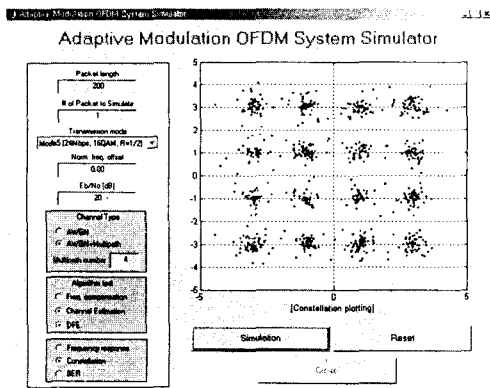 Adaptive Modulation OFDM System Simulator
Adaptive Modulation OFDM System Simulator
Packet length
200
# of Packet to Simulate
1
Transmission mode
Mode5 (24Mbps, 16QAM, R=1/2)
Norm. freq. offset
0.00
Eb/No [dB]
20
Channel Type
AWGN
AWGN+Multipath
Multipath number
4
Algorithm
Freq. compensation
Channel Estimation
DFE
Frequency response
Constellation
BER
5
4
3
2
1
0
-1
-2
-3
-4
-5
-5
0
5
[Constellation plotting]
Simulation
Reset
Close